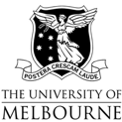 POSTERA CRESCAM LAUDE
THE UNIVERSITY OF
MELBOURNE